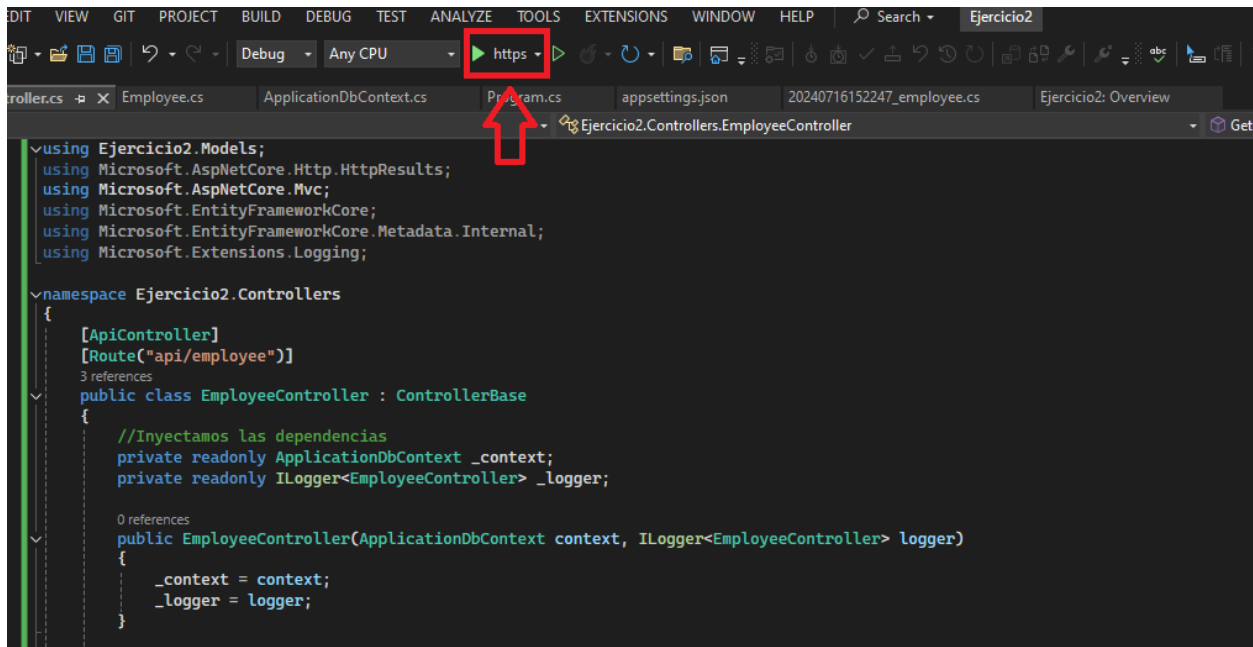 EDIT VIEW GIT PROJECT BUILD DEBUG TEST ANALYZE TOOLS EXTENSIONS WINDOW HELP Search Ejercicio2
Debug Any CPU https abc
troller.cs Employee.cs ApplicationDbContext.cs Program.cs appsettings.json 20240716152247_employee.cs Ejercicio2: Overview
Ejercicio2.Controllers.EmployeeController Get
using Ejercicio2.Models;
using Microsoft.AspNetCore.Http.HttpResults;
using Microsoft.AspNetCore.Mvc;
using Microsoft.EntityFrameworkCore;
using Microsoft.EntityFrameworkCore.Metadata.Internal;
using Microsoft.Extensions.Logging;
namespace Ejercicio2.Controllers
{
[ApiController]
[Route("api/employee")]
3 references
public class EmployeeController : ControllerBase
{
//Inyectamos las dependencias
private readonly ApplicationDbContext _context;
private readonly ILogger<EmployeeController> _logger;
0 references
public EmployeeController(ApplicationDbContext context, ILogger<EmployeeController> logger)
{
_context = context;
_logger = logger;
}